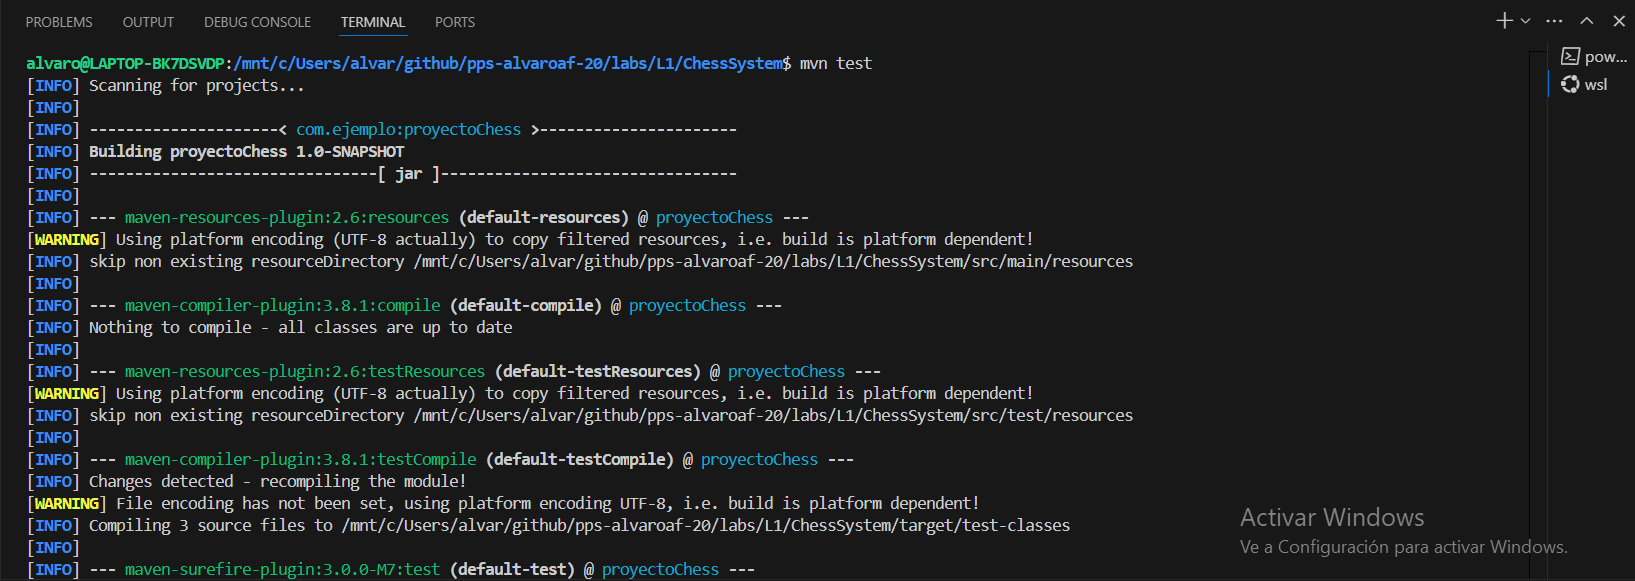 PROBLEMS OUTPUT DEBUG CONSOLE TERMINAL PORTS
alvaro@LAPTOP-BK7DSVDP:/mnt/c/Users/alvar/github/pps-alvaroaf-20/labs/L1/ChessSystem$ mvn test
[INFO] Scanning for projects...
[INFO]
[INFO] ---------------------< com.ejemplo:proyectoChess >----------------------
[INFO] Building proyectoChess 1.0-SNAPSHOT
[INFO] --------------------------------[ jar ]---------------------------------
[INFO]
[INFO] --- maven-resources-plugin:2.6:resources (default-resources) @ proyectoChess ---
[WARNING] Using platform encoding (UTF-8 actually) to copy filtered resources, i.e. build is platform dependent!
[INFO] skip non existing resourceDirectory /mnt/c/Users/alvar/github/pps-alvaroaf-20/labs/L1/ChessSystem/src/main/resources
[INFO]
[INFO] --- maven-compiler-plugin:3.8.1:compile (default-compile) @ proyectoChess ---
[INFO] Nothing to compile - all classes are up to date
[INFO]
[INFO] --- maven-resources-plugin:2.6:testResources (default-testResources) @ proyectoChess ---
[WARNING] Using platform encoding (UTF-8 actually) to copy filtered resources, i.e. build is platform dependent!
[INFO] skip non existing resourceDirectory /mnt/c/Users/alvar/github/pps-alvaroaf-20/labs/L1/ChessSystem/src/test/resources
[INFO]
[INFO] --- maven-compiler-plugin:3.8.1:testCompile (default-testCompile) @ proyectoChess ---
[INFO] Changes detected - recompiling the module!
[WARNING] File encoding has not been set, using platform encoding UTF-8, i.e. build is platform dependent!
[INFO] Compiling 3 source files to /mnt/c/Users/alvar/github/pps-alvaroaf-20/labs/L1/ChessSystem/target/test-classes
[INFO]
[INFO] --- maven-surefire-plugin:3.0.0-M7:test (default-test) @ proyectoChess ---
pow...
wsl
Activar Windows
Ve a Configuración para activar Windows.